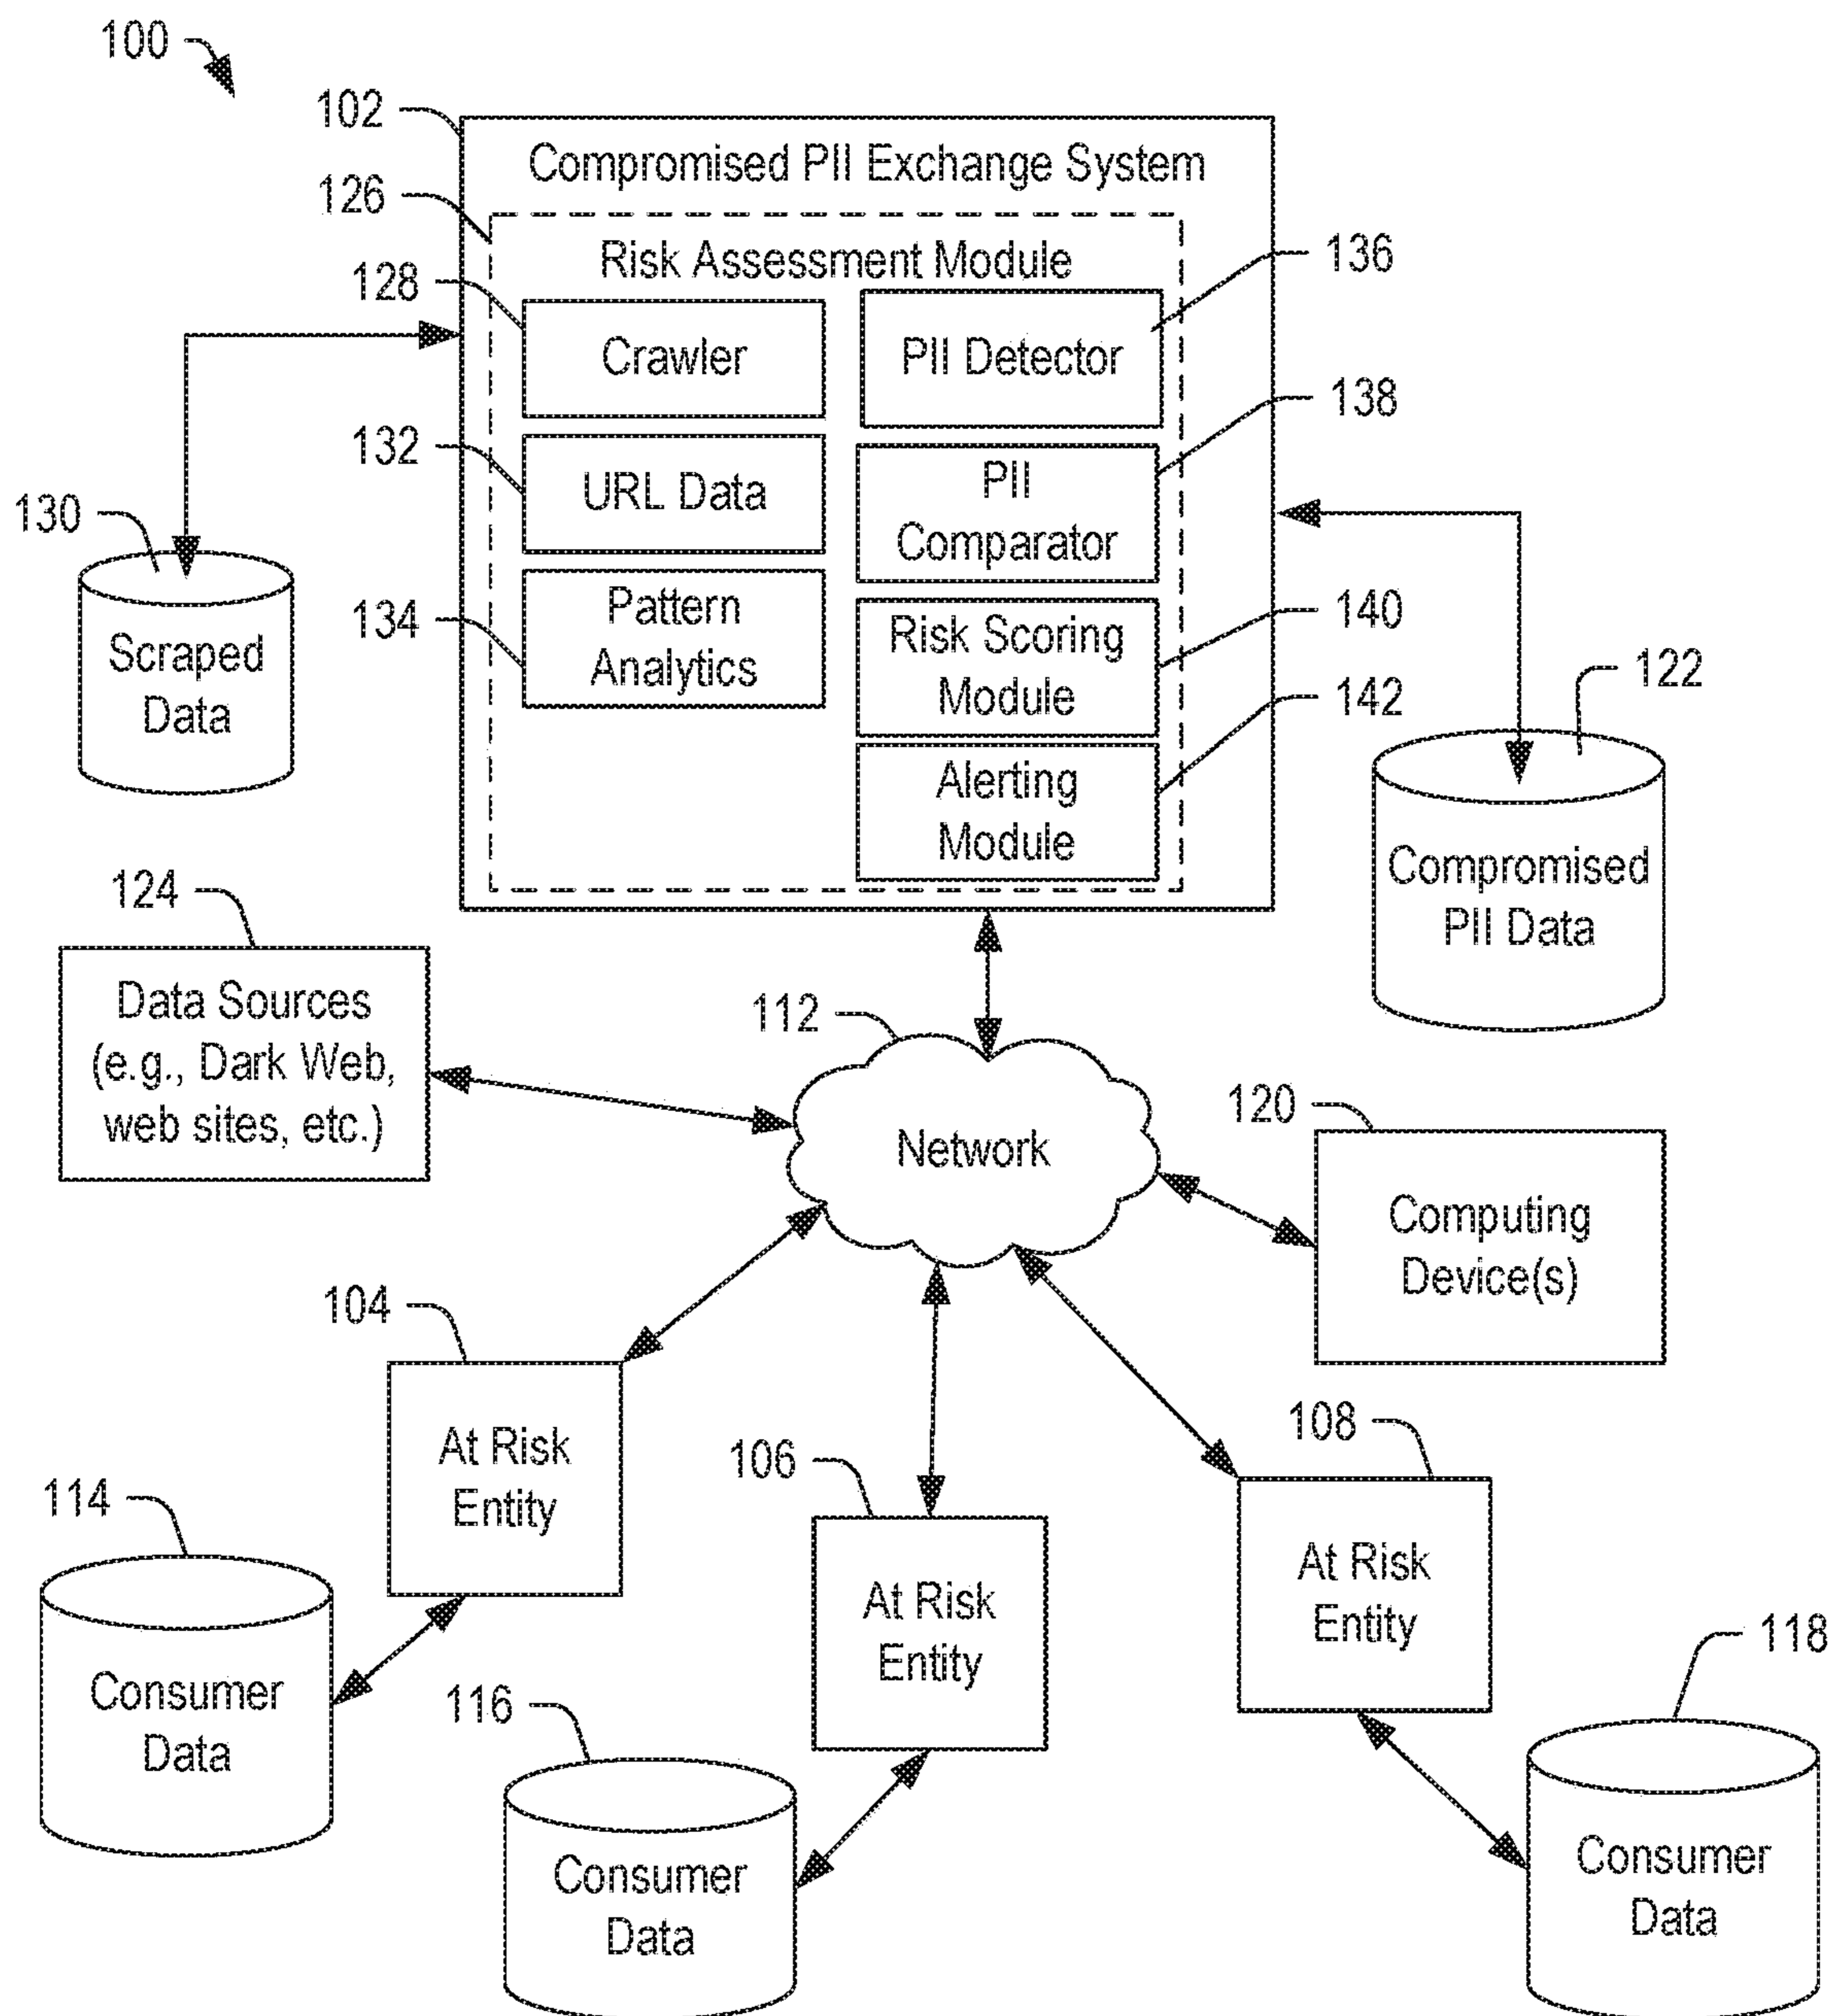 100
102
Compromised PII Exchange System
126
Risk Assessment Module
136
128
Crawler
PII Detector
138
132
URL Data
PII
Comparator
130
Scraped
Data
134
Pattern
Analytics
140
Risk Scoring
Module
142
Alerting
Module
122
Compromised
PII Data
124
Data Sources
(e.g., Dark Web,
web sites, etc.)
112
Network
120
Computing
Device(s)
104
At Risk
Entity
106
At Risk
Entity
108
At Risk
Entity
114
Consumer
Data
116
Consumer
Data
118
Consumer
Data